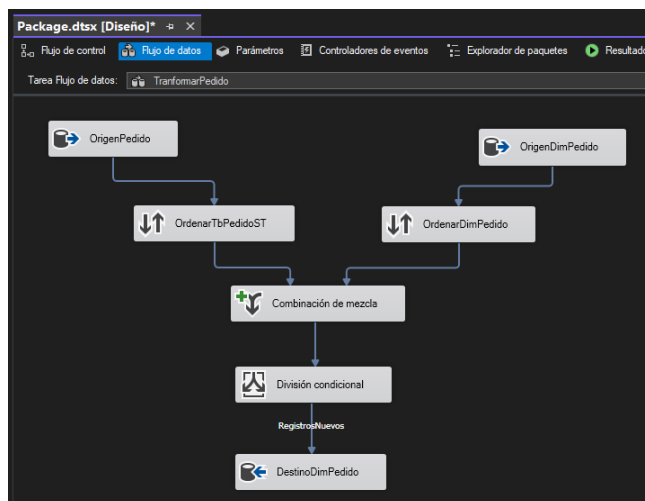 Package.dtsx [Diseño]*
Flujo de control Flujo de datos Parámetros Controladores de eventos Explorador de paquetes Resultado
Tarea Flujo de datos: TranformarPedido
OrigenPedido
OrigenDimPedido
OrdenarTbPedidoST
OrdenarDimPedido
Combinación de mezcla
División condicional
RegistrosNuevos
DestinoDimPedido